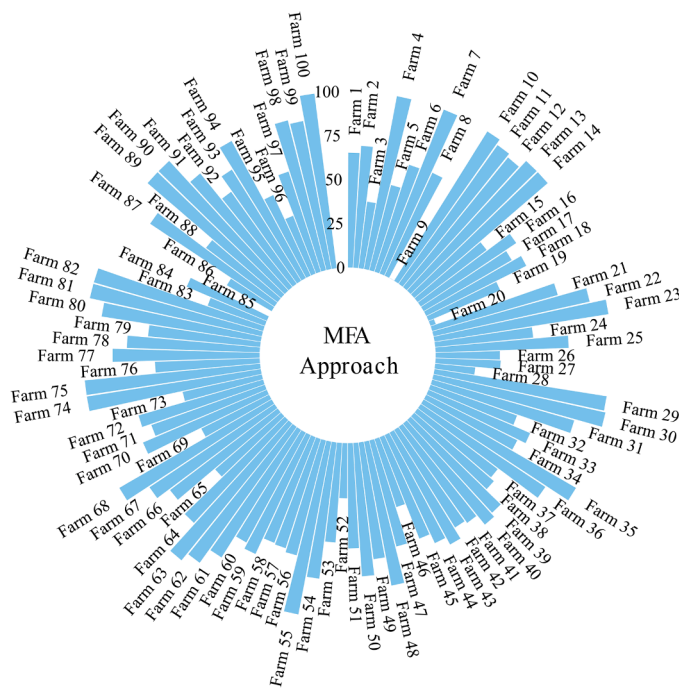 Farm 1
Farm 2
Farm 3
Farm 4
Farm 5
Farm 6
Farm 7
Farm 8
Farm 9
Farm 10
Farm 11
Farm 12
Farm 13
Farm 14
Farm 15
Farm 16
Farm 17
Farm 18
Farm 19
Farm 20
Farm 21
Farm 22
Farm 23
Farm 24
Farm 25
Farm 26
Farm 27
Farm 28
Farm 29
Farm 30
Farm 31
Farm 32
Farm 33
Farm 34
Farm 35
Farm 36
Farm 37
Farm 38
Farm 39
Farm 40
Farm 41
Farm 42
Farm 43
Farm 44
Farm 45
Farm 46
Farm 47
Farm 48
Farm 49
Farm 50
Farm 51
Farm 52
Farm 53
Farm 54
Farm 55
Farm 56
Farm 57
Farm 58
Farm 59
Farm 60
Farm 61
Farm 62
Farm 63
Farm 64
Farm 65
Farm 66
Farm 67
Farm 68
Farm 69
Farm 70
Farm 71
Farm 72
Farm 73
Farm 74
Farm 75
Farm 76
Farm 77
Farm 78
Farm 79
Farm 80
Farm 81
Farm 82
Farm 83
Farm 84
Farm 85
Farm 86
Farm 87
Farm 88
Farm 89
Farm 90
Farm 91
Farm 92
Farm 93
Farm 94
Farm 95
Farm 96
Farm 97
Farm 98
Farm 99
Farm 100
100
75
50
25
0
MFA
Approach